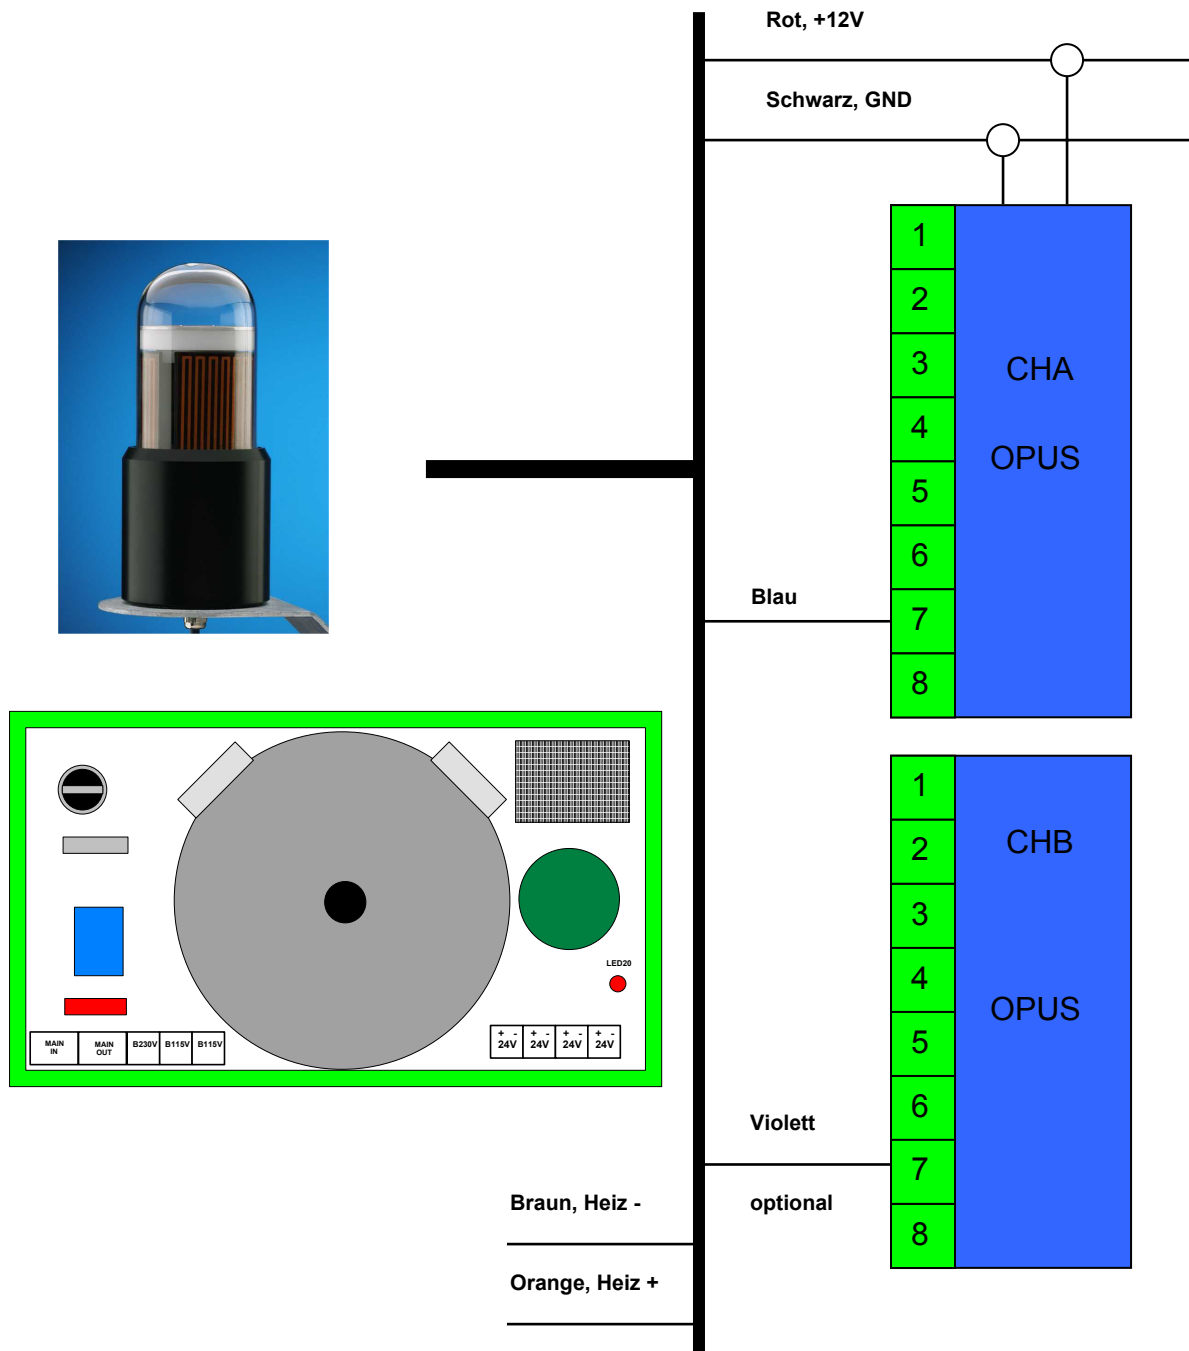 Rot, +12V
Schwarz, GND
1
2
3
4
5
6
7
8
CHA
OPUS
Blau
1
2
3
4
5
6
7
8
CHB
OPUS
Violett
optional
LED20
MAIN IN
MAIN OUT
B230V
B115V
B115V
+ -
24V
+ -
24V
+ -
24V
+ -
24V
Braun, Heiz -
Orange, Heiz +